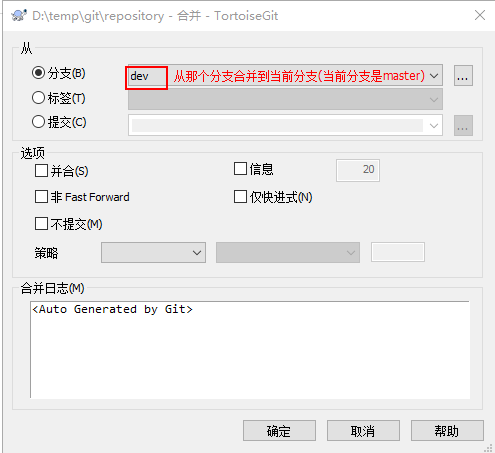 D:\temp\git\repository - 合并 - TortoiseGit
从
分支(B)
dev 从那个分支合并到当前分支(当前分支是master)
...
标签(T)
提交(C)
...
选项
并合(S)
信息
20
非 Fast Forward
仅快进式(N)
不提交(M)
策略
合并日志(M)
<Auto Generated by Git>
确定
取消
帮助